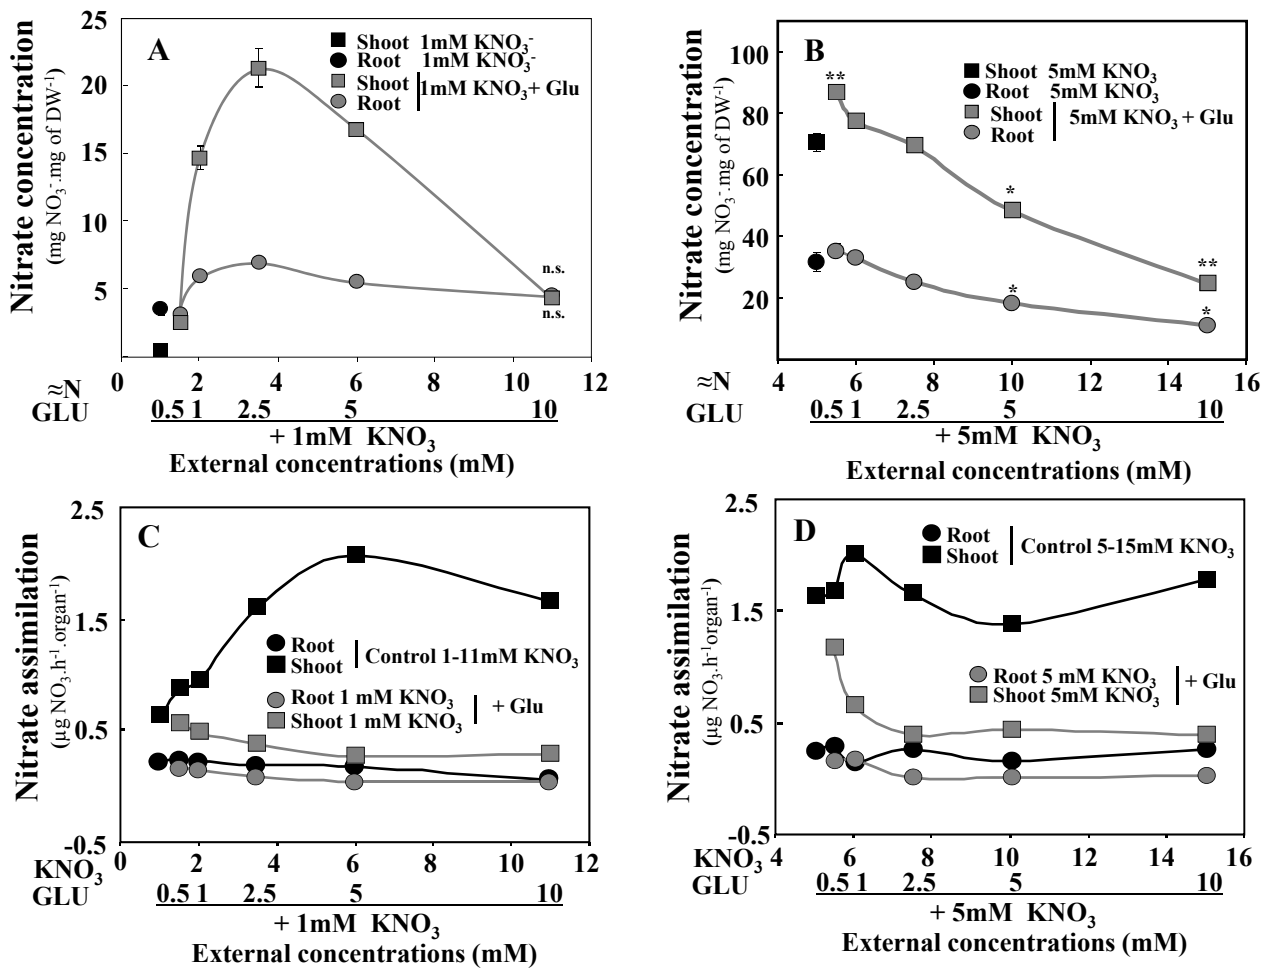 A
Nitrate concentration
(mg NO₃⁻.mg of DW⁻¹)
25
20
15
10
5
Shoot 1mM KNO₃⁻
Root 1mM KNO₃⁻
Shoot
Root
1mM KNO₃+ Glu
n.s.
n.s.
0 2 4 6 8 10 12
≈N
GLU 0.5 1 2.5 5 10
+ 1mM KNO₃
External concentrations (mM)
B
Nitrate concentration
(mg NO₃⁻.mg of DW⁻¹)
100
80
60
40
20
Shoot 5mM KNO₃
Root 5mM KNO₃
Shoot
Root
5mM KNO₃ + Glu
**
*
**
*
*
4 6 8 10 12 14 16
≈N
GLU 0.5 1 2.5 5 10
+ 5mM KNO₃
External concentrations (mM)
C
Nitrate assimilation
(µg NO₃.h⁻¹.organ⁻¹)
2.5
1.5
0.5
-0.5
Root
Shoot
Control 1-11mM KNO₃
Root 1 mM KNO₃
Shoot 1 mM KNO₃
+ Glu
KNO₃ 0 2 4 6 8 10 12
GLU 0.5 1 2.5 5 10
+ 1mM KNO₃
External concentrations (mM)
D
Nitrate assimilation
(µg NO₃.h⁻¹organ⁻¹)
2.5
1.5
0.5
-0.5
Root
Shoot
Control 5-15mM KNO₃
Root 5 mM KNO₃
Shoot 5mM KNO₃
+ Glu
KNO₃ 4 6 8 10 12 14 16
GLU 0.5 1 2.5 5 10
+ 5mM KNO₃
External concentrations (mM)